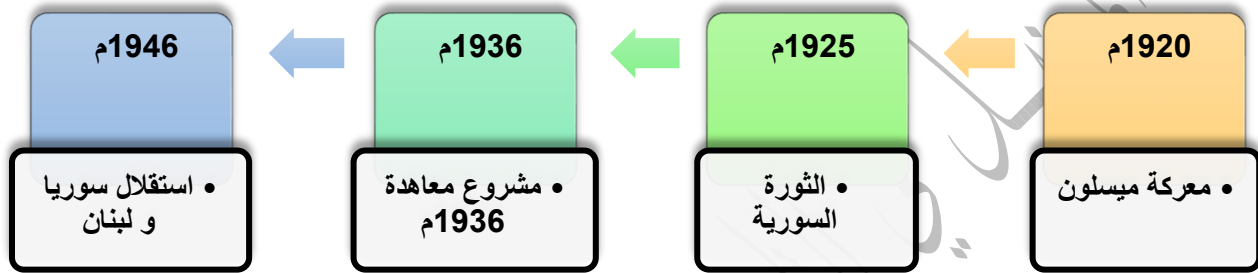 1920م
1925م
1936م
1946م
• معركة ميسلون
• الثورة
السورية
• مشروع معاهدة
1936م
• استقلال سوريا
و لبنان